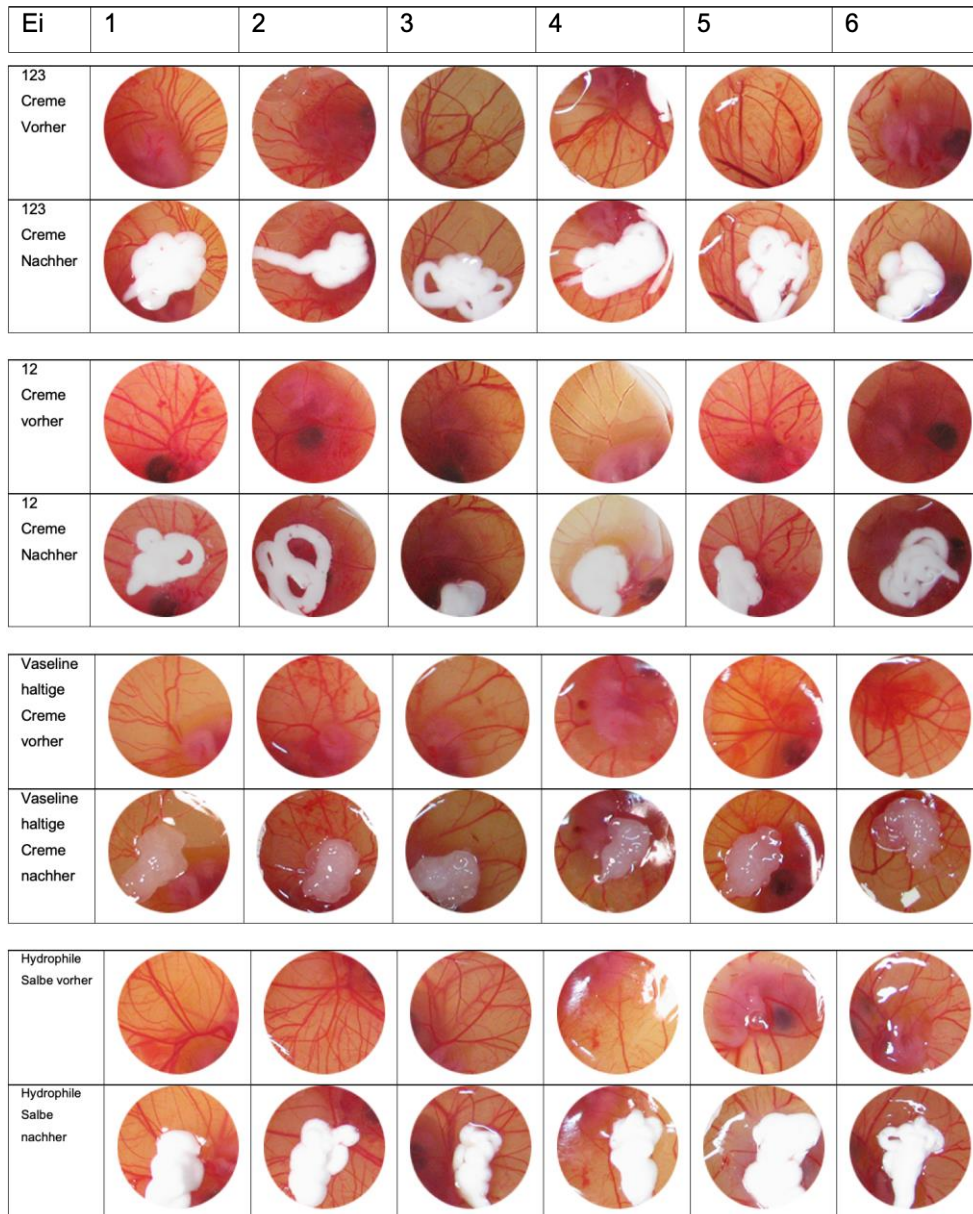 Ei 1 2 3 4 5 6
123
Creme
Vorher
123
Creme
Nachher
12
Creme
vorher
12
Creme
Nachher
Vaseline
haltige
Creme
vorher
Vaseline
haltige
Creme
nachher
Hydrophile
Salbe vorher
Hydrophile
Salbe
nachher